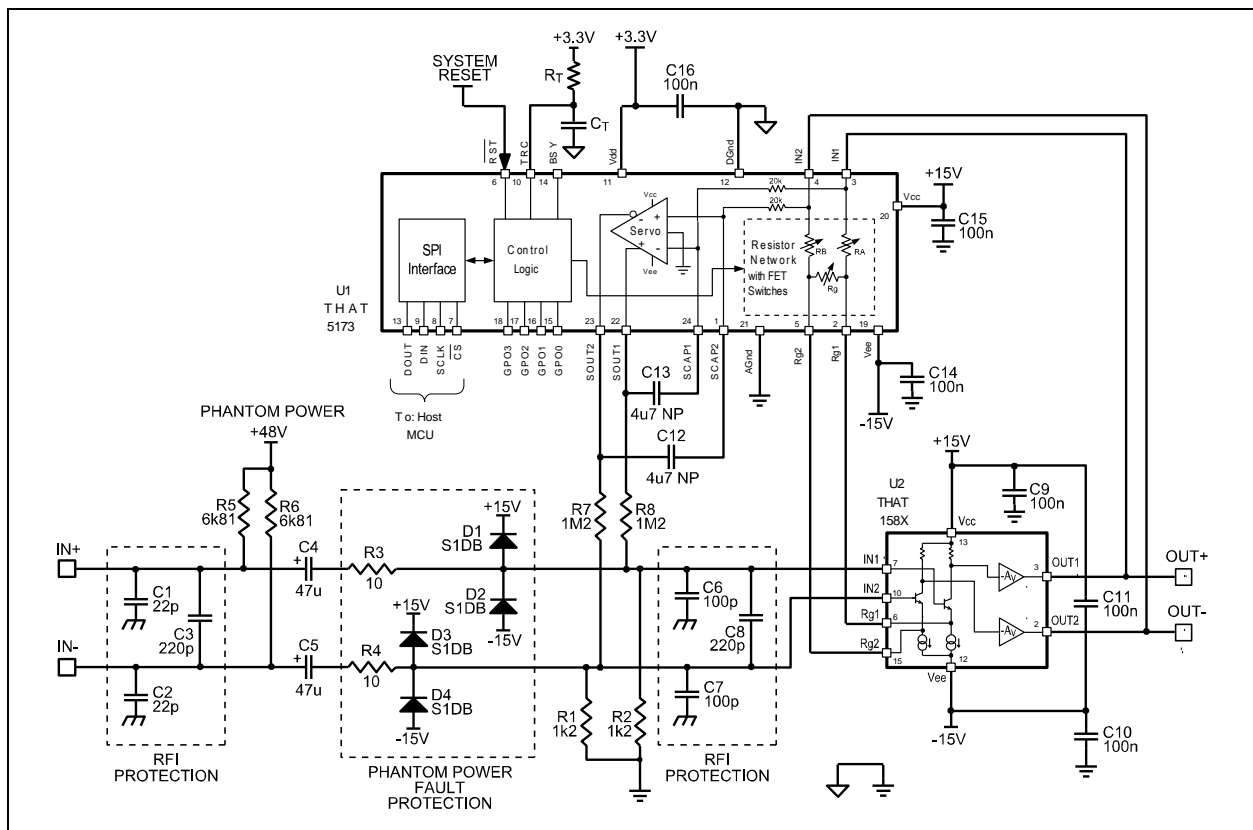 SYSTEM
RESET
+3.3V
+3.3V
RT
CT
C16
100n
RST
TRC
BSY
Vdd
DGnd
IN2
IN1
6
10
14
11
12
4
3
Vcc
20
+15V
C15
100n
20k
20k
Vcc
Servo
Vee
+
-
-
+
SPI
Interface
Control
Logic
Resistor
Network
with FET
Switches
RB
RA
Rg
U1
THAT
5173
13
9
8
7
18
17
16
15
23
22
24
1
21
5
2
19
DOUT
DIN
SCLK
CS
GPO3
GPO2
GPO1
GPO0
SOUT2
SOUT1
SCAP1
SCAP2
AGnd
Rg2
Rg1
Vee
To: Host
MCU
C13
4u7 NP
C12
4u7 NP
C14
100n
-15V
PHANTOM POWER
+48V
R5
6k81
R6
6k81
R7
1M2
R8
1M2
+15V
C9
100n
U2
THAT
158X
Vcc
13
IN+
IN-
C1
22p
C2
22p
C3
220p
C4
+
47u
C5
+
47u
R3
10
R4
10
+15V
D1
S1DB
D2
S1DB
-15V
+15V
D3
S1DB
D4
S1DB
-15V
R1
1k2
R2
1k2
C6
100p
C7
100p
C8
220p
IN1
7
IN2
10
Rg1
6
Rg2
15
-AV
-AV
3
OUT1
2
OUT2
OUT+
OUT-
C11
100n
12
Vee
-15V
C10
100n
RFI
PROTECTION
PHANTOM POWER
FAULT
PROTECTION
RFI
PROTECTION